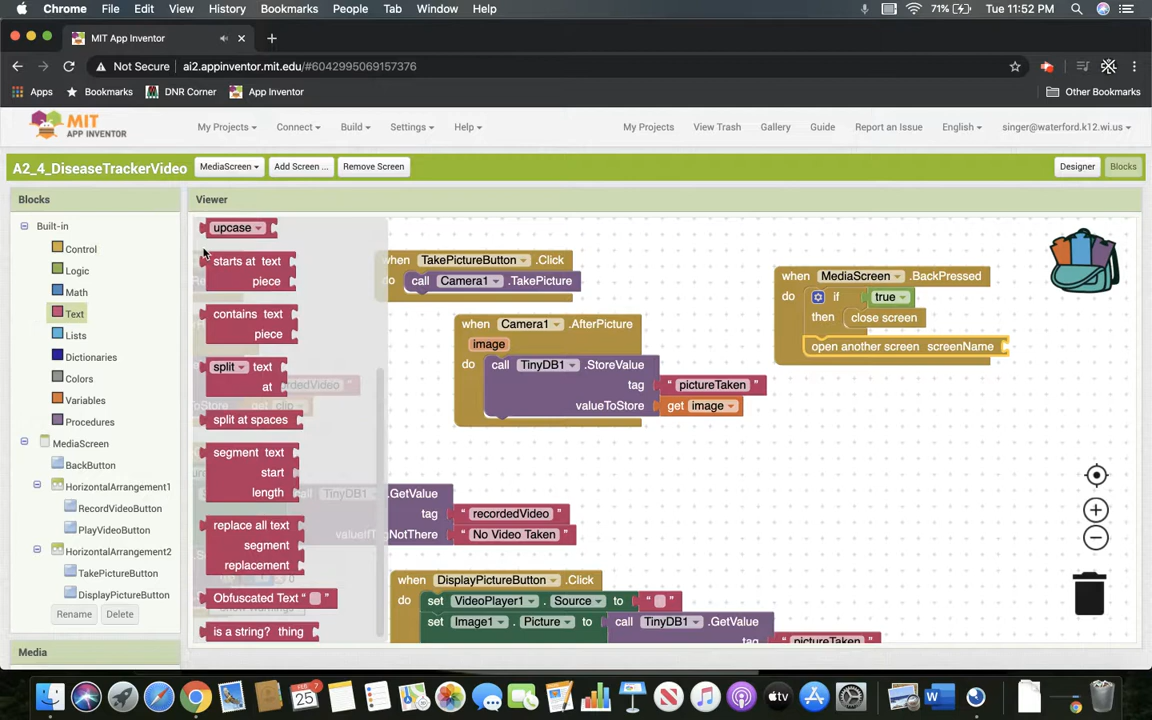 Chrome File Edit View History Bookmarks People Tab Window Help 71% Tue 11:52 PM
MIT App Inventor
Not Secure ai2.appinventor.mit.edu/#6042995069157376
Apps Bookmarks DNR Corner App Inventor Other Bookmarks
MIT APP INVENTOR My Projects Connect Build Settings Help My Projects View Trash Gallery Guide Report an Issue English singer@waterford.k12.wi.us
A2_4_DiseaseTrackerVideo MediaScreen Add Screen ... Remove Screen Designer Blocks
Blocks
Built-in
Control
Logic
Math
Text
Lists
Dictionaries
Colors
Variables
Procedures
MediaScreen
BackButton
HorizontalArrangement1
RecordVideoButton
PlayVideoButton
HorizontalArrangement2
TakePictureButton
DisplayPictureButton
Rename Delete
Media
Viewer
upcase
starts at text
piece
contains text
piece
split text
at
split at spaces
segment text
start
length
replace all text
segment
replacement
Obfuscated Text " "
is a string? thing
when TakePictureButton .Click
do call Camera1 .TakePicture
when Camera1 .AfterPicture
image
do call TinyDB1 .StoreValue
tag " pictureTaken "
valueToStore get image
when MediaScreen .BackPressed
do if true
then close screen
open another screen screenName
get clip
TinyDB1 .GetValue
tag " recordedVideo "
" No Video Taken "
when DisplayPictureButton .Click
do set VideoPlayer1 . Source to " "
set Image1 . Picture to call TinyDB1 .GetValue
tag " pictureTaken "